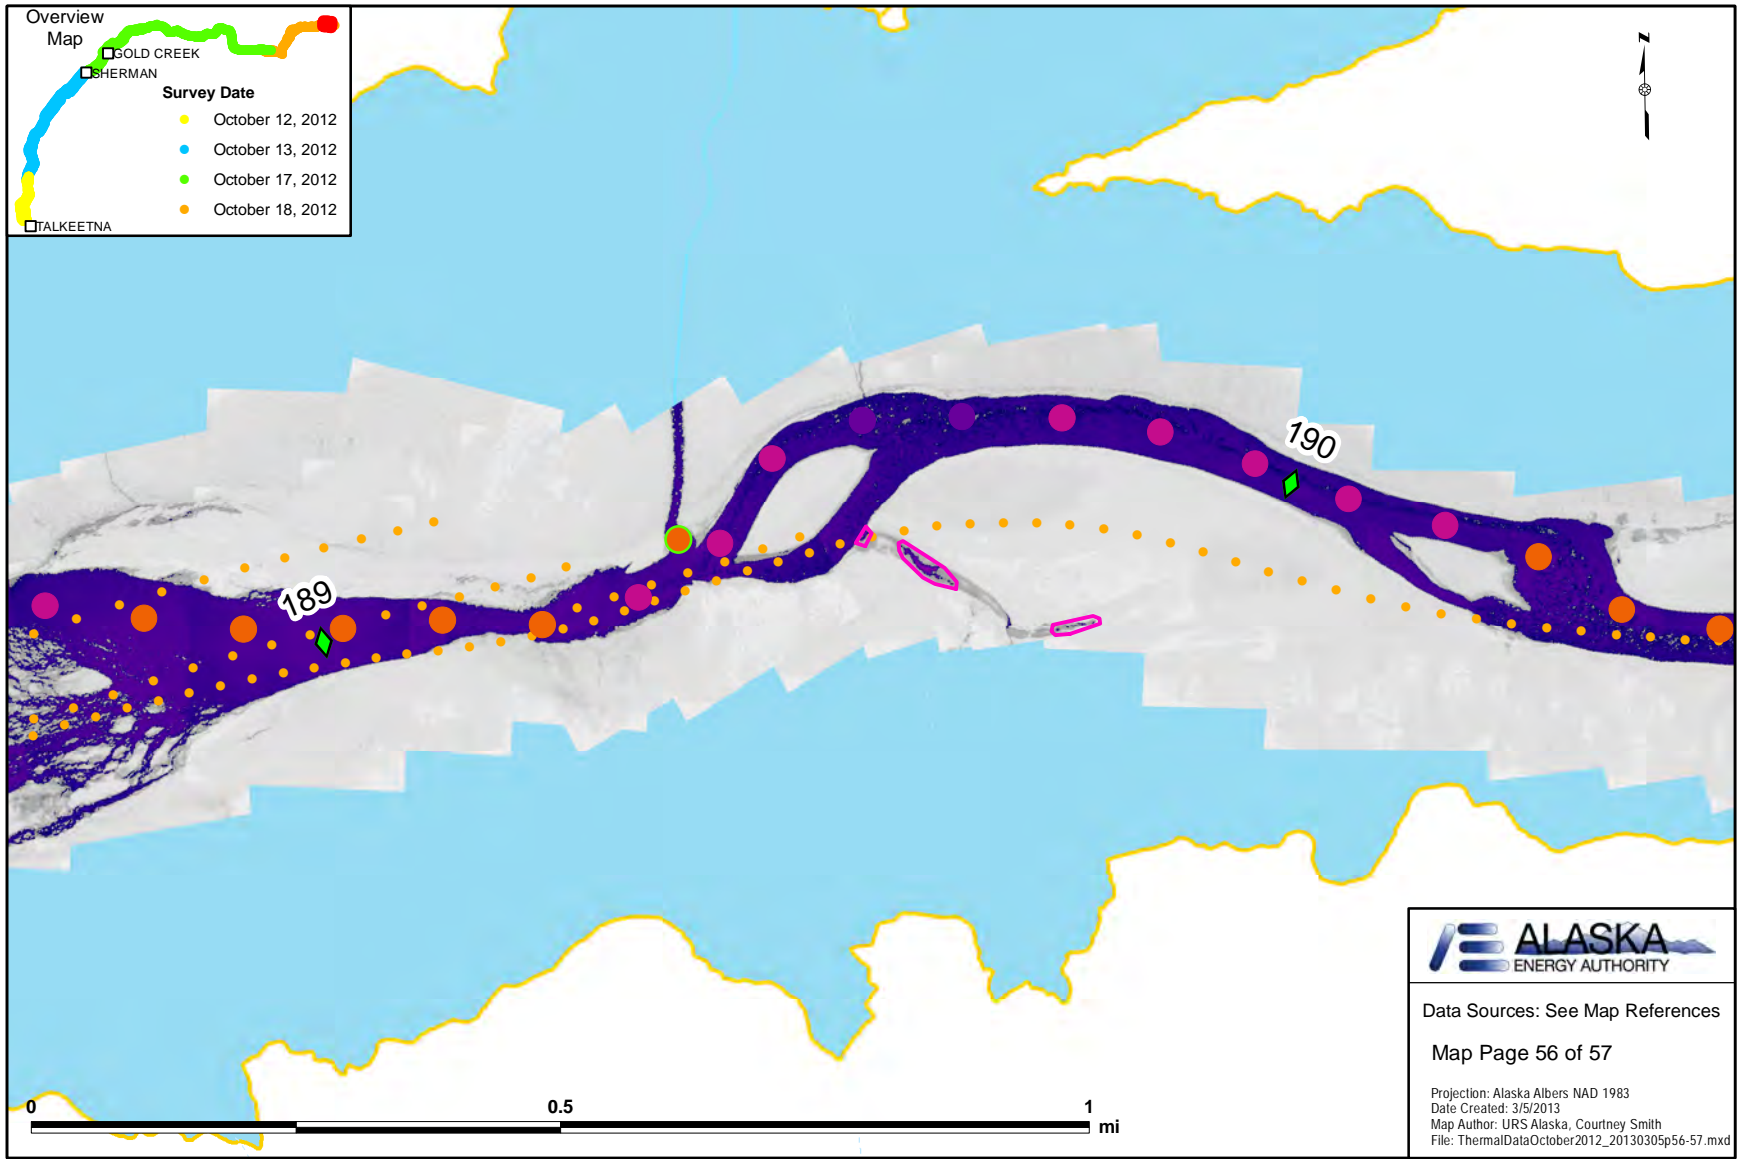 Overview
Map
GOLD CREEK
SHERMAN
Survey Date
October 12, 2012
October 13, 2012
October 17, 2012
October 18, 2012
TALKEETNA
N
190
189
0
0.5
1
mi
ALASKA
ENERGY AUTHORITY
Data Sources: See Map References
Map Page 56 of 57
Projection: Alaska Albers NAD 1983
Date Created: 3/5/2013
Map Author: URS Alaska, Courtney Smith
File: ThermalDataOctober2012_20130305p56-57.mxd